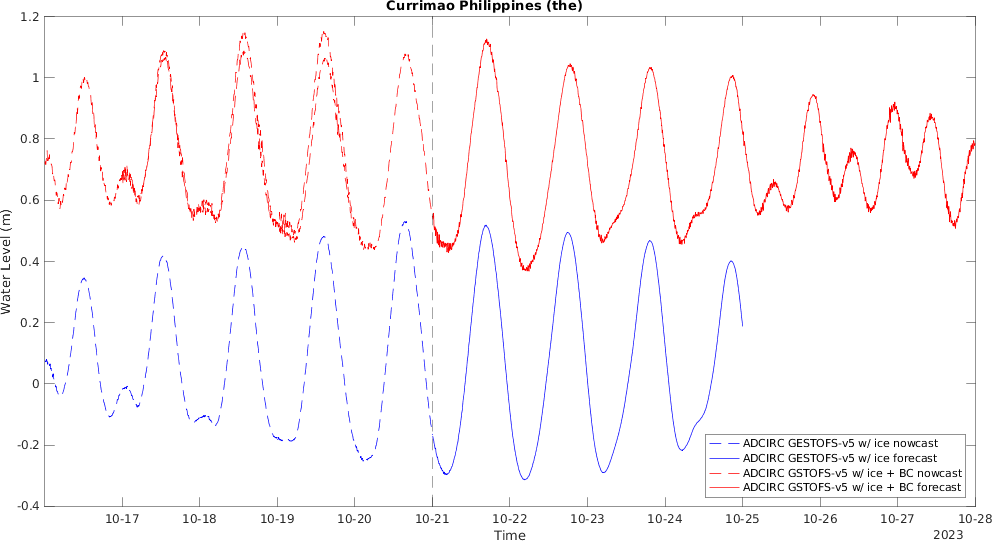 Currimao Philippines (the)
1.2
1
0.8
0.6
0.4
0.2
0
-0.2
-0.4
Water Level (m)
10-17 10-18 10-19 10-20 10-21 10-22 10-23 10-24 10-25 10-26 10-27 10-28
Time
2023
ADCIRC GESTOFS-v5 w/ ice nowcast
ADCIRC GESTOFS-v5 w/ ice forecast
ADCIRC GSTOFS-v5 w/ ice + BC nowcast
ADCIRC GSTOFS-v5 w/ ice + BC forecast